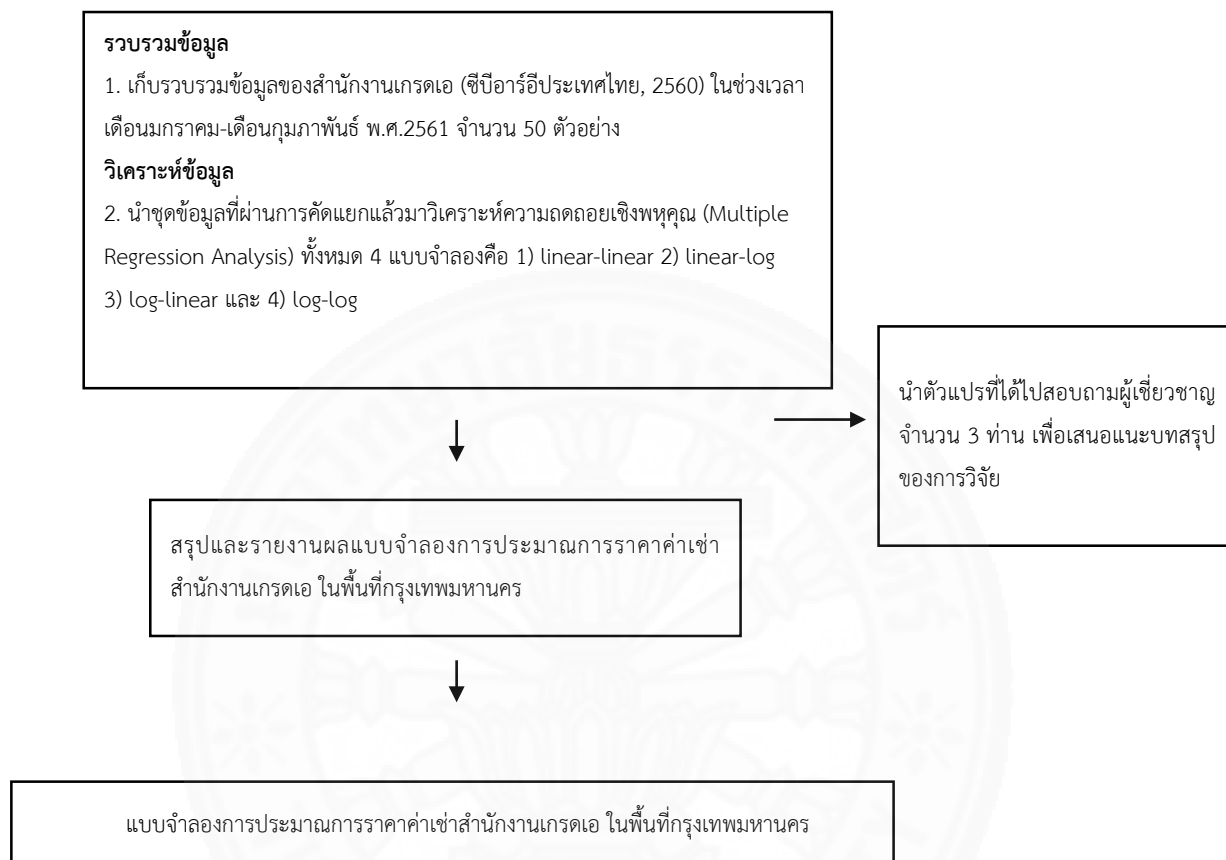 รวบรวมข้อมูล
1. เก็บรวบรวมข้อมูลของสำนักงานเกรดเอ (ซีบีอาร์อีประเทศไทย, 2560) ในช่วงเวลา
เดือนมกราคม-เดือนกุมภาพันธ์ พ.ศ.2561 จำนวน 50 ตัวอย่าง
วิเคราะห์ข้อมูล
2. นำชุดข้อมูลที่ผ่านการคัดแยกแล้วมาวิเคราะห์ความถดถอยเชิงพหุคูณ (Multiple
Regression Analysis) ทั้งหมด 4 แบบจำลองคือ 1) linear-linear 2) linear-log
3) log-linear และ 4) log-log
นำตัวแปรที่ได้ไปสอบถามผู้เชี่ยวชาญ
จำนวน 3 ท่าน เพื่อเสนอแนะบทสรุป
ของการวิจัย
สรุปและรายงานผลแบบจำลองการประมาณการราคาค่าเช่า
สำนักงานเกรดเอ ในพื้นที่กรุงเทพมหานคร
แบบจำลองการประมาณการราคาค่าเช่าสำนักงานเกรดเอ ในพื้นที่กรุงเทพมหานคร